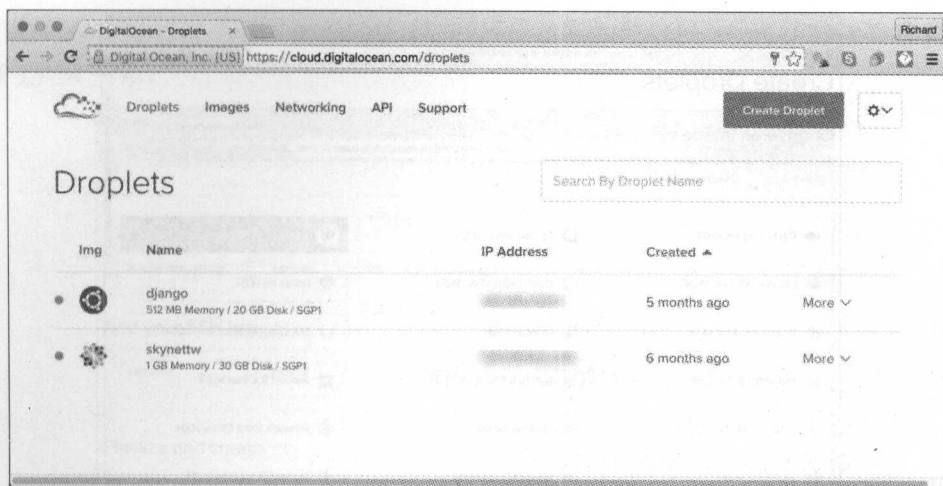 DigitalOcean - Droplets ×
Richard
Digital Ocean, Inc. [US] https://cloud.digitalocean.com/droplets
Droplets Images Networking API Support
Create Droplet
Droplets
Search By Droplet Name
Img Name IP Address Created
django
512 MB Memory / 20 GB Disk / SGP1
5 months ago More
skynettw
1 GB Memory / 30 GB Disk / SGP1
6 months ago More